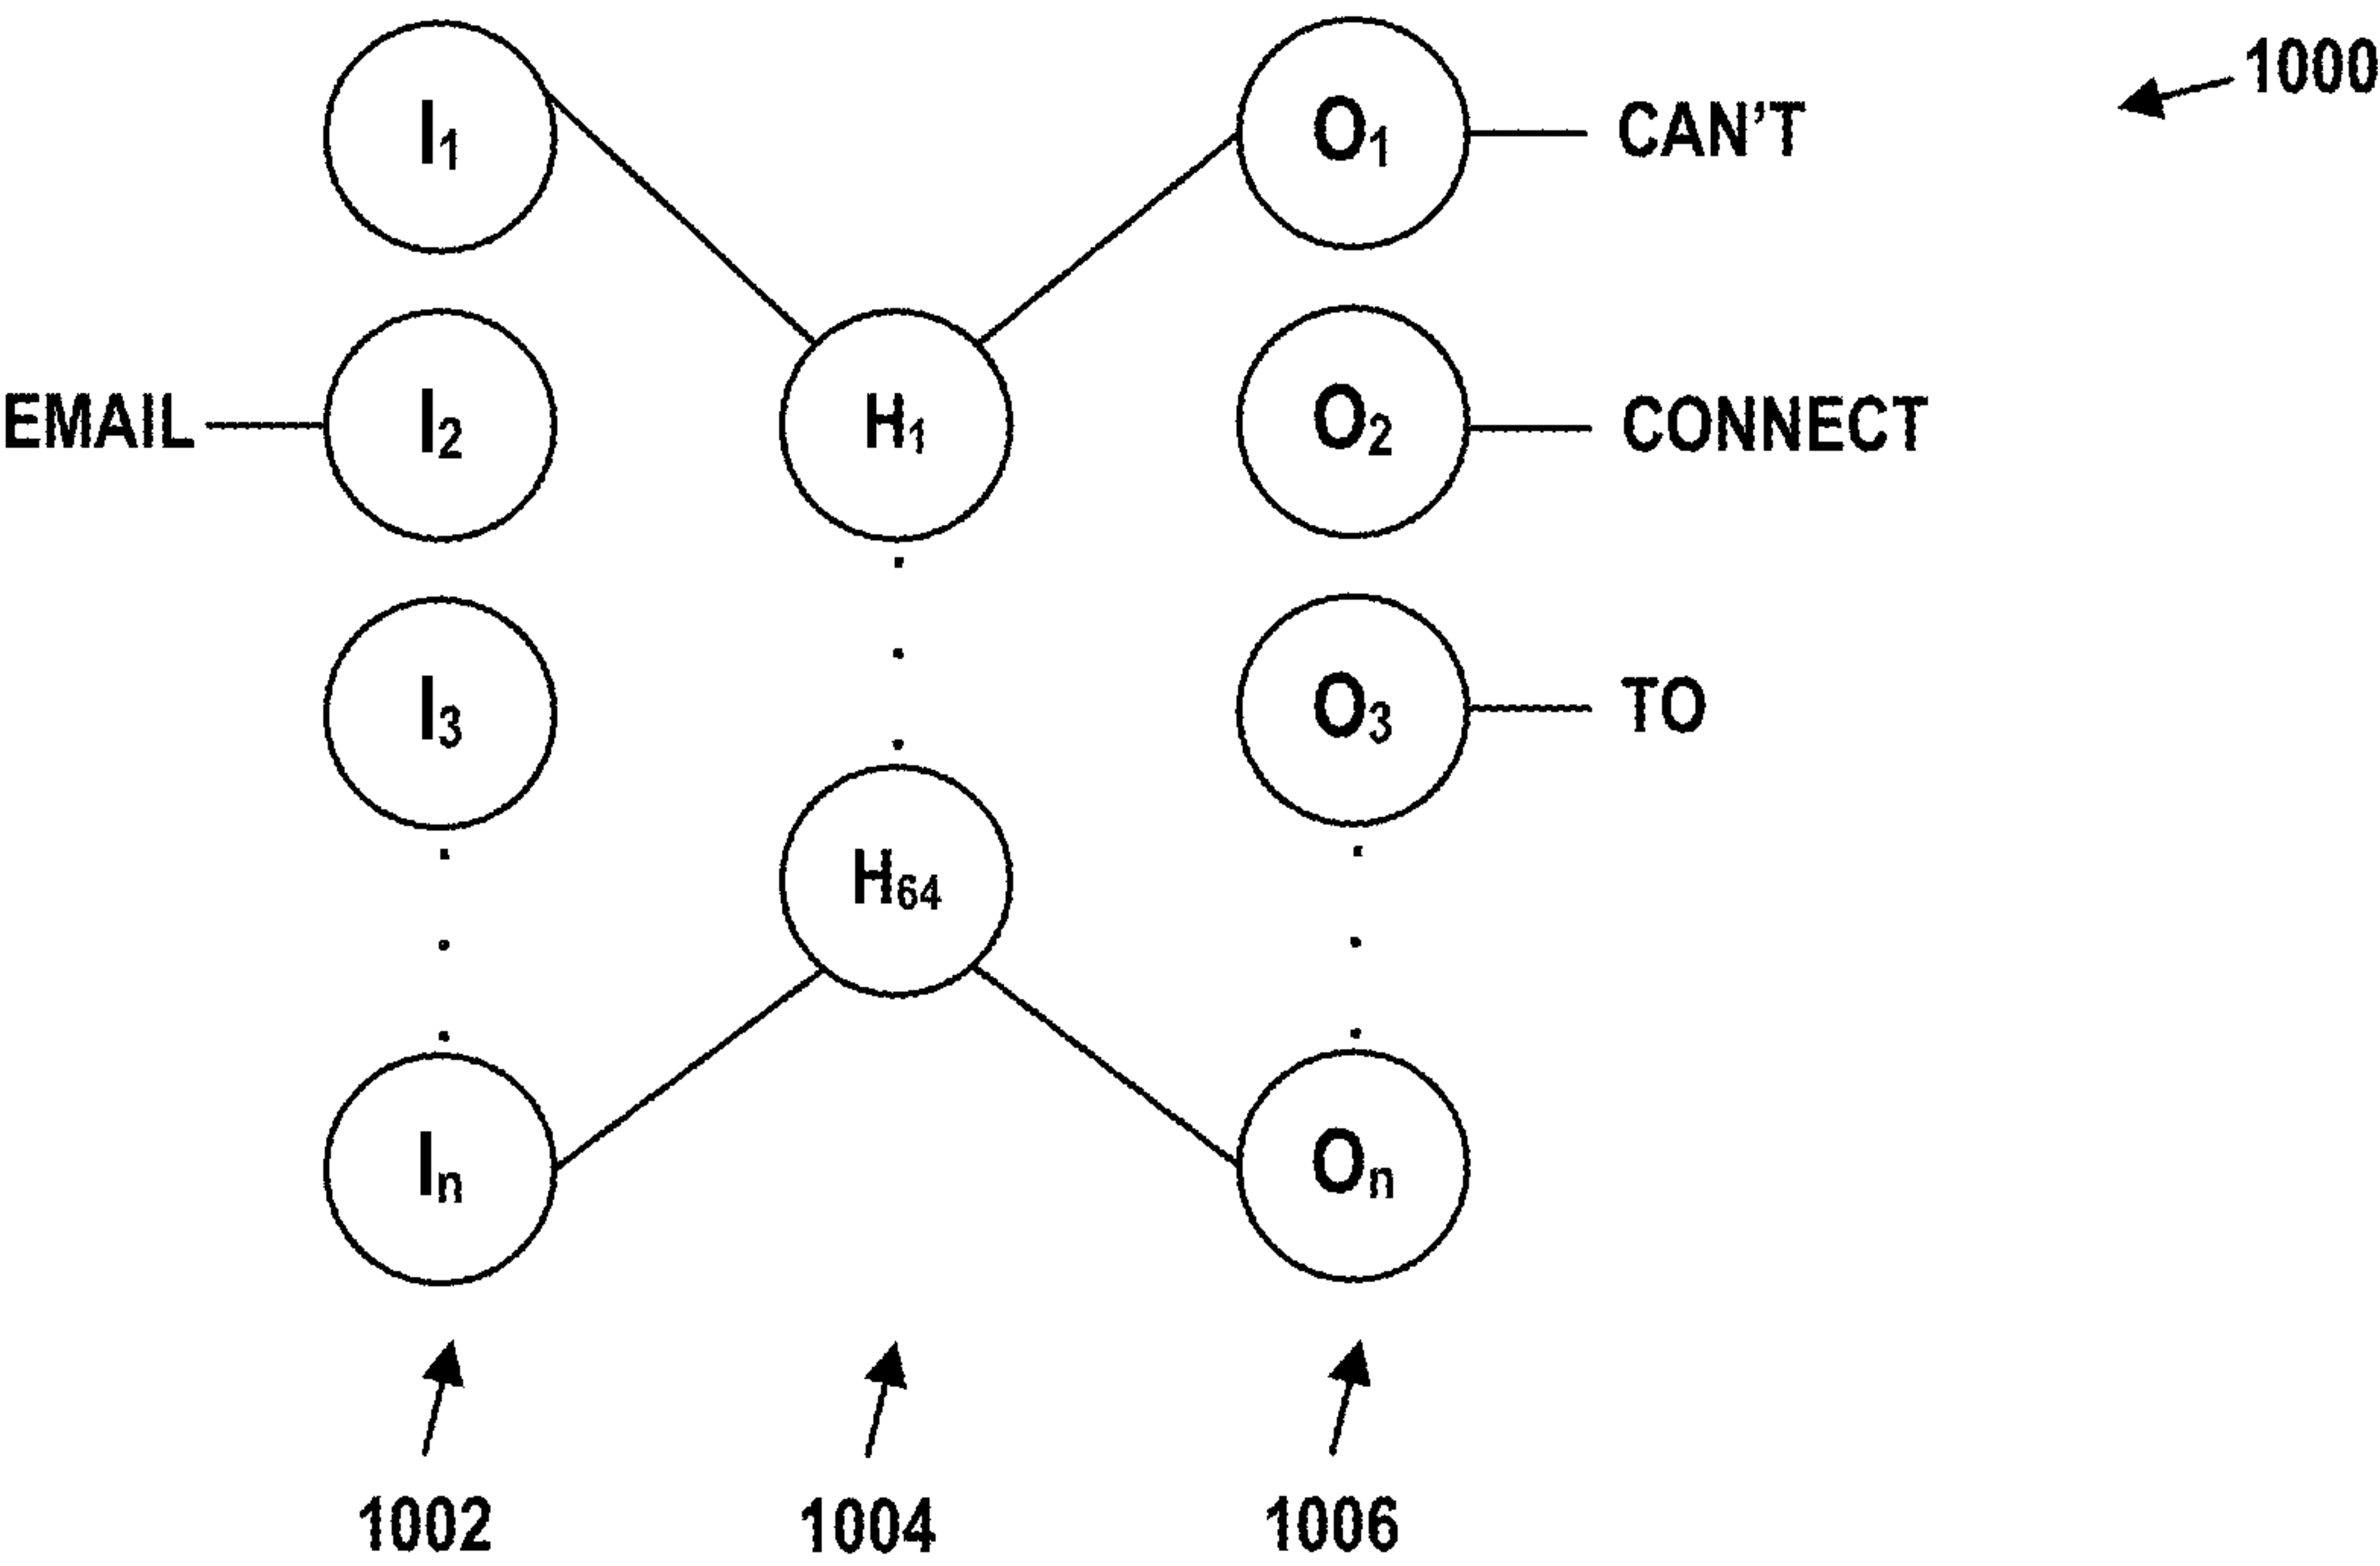 1000
I₁
O₁
CAN'T
EMAIL
I₂
H₁
O₂
CONNECT
I₃
O₃
TO
H₆₄
Iₙ
Oₙ
1002
1004
1006